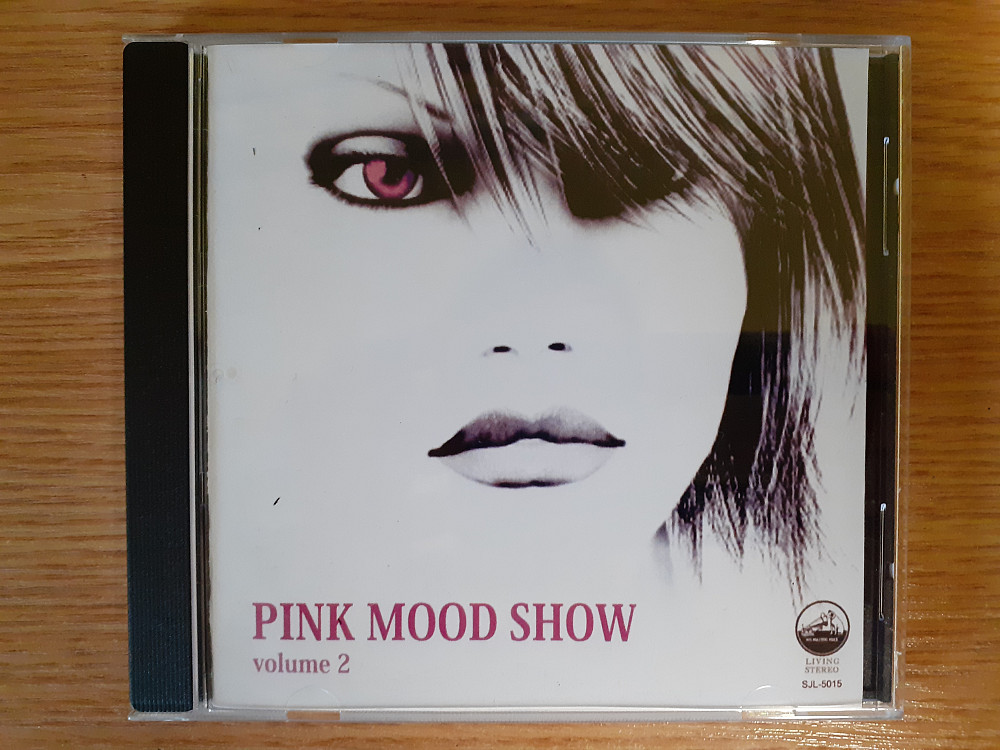 PINK MOOD SHOW
volume 2
LIVING
STEREO
SJL-5015